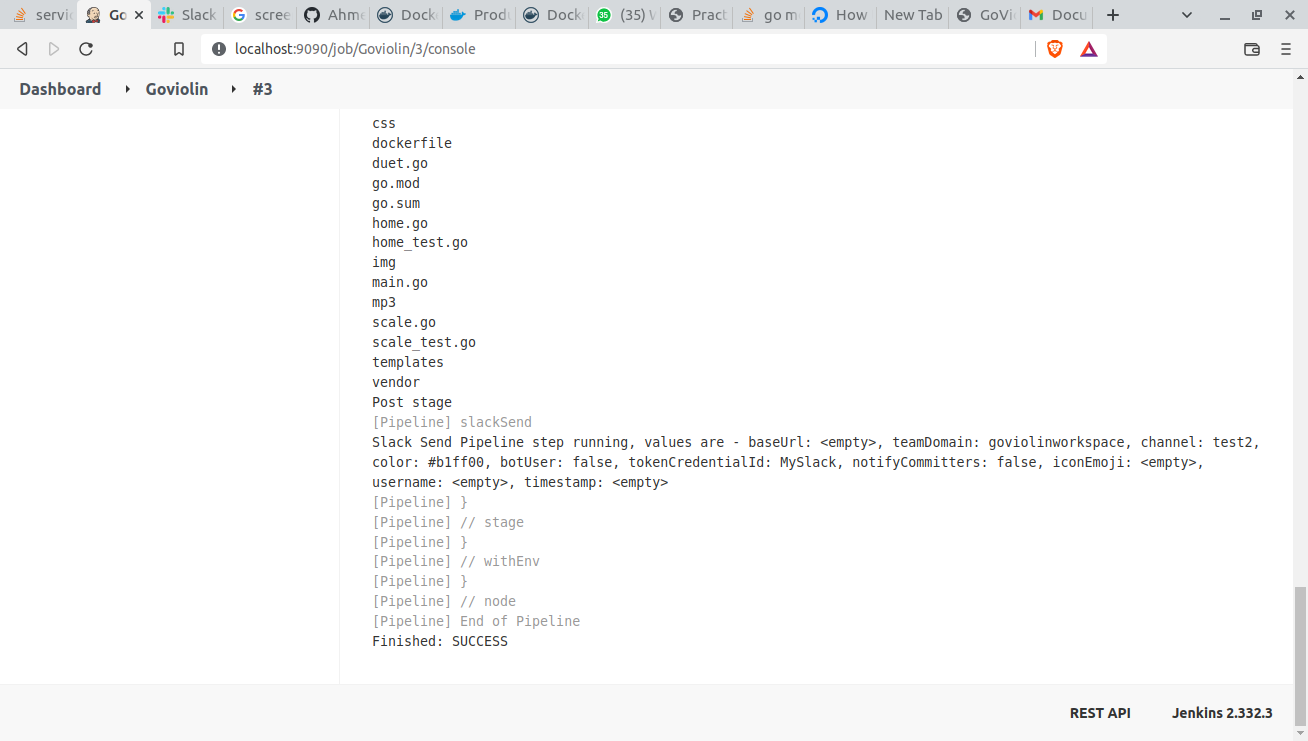 servi
Go
Slack
scree
Ahme
Dock
Produ
Dock
(35) W
Pract
go m
How
New Tab
GoVi
Docu
localhost:9090/job/Goviolin/3/console
Dashboard
Goviolin
#3
css
dockerfile
duet.go
go.mod
go.sum
home.go
home_test.go
img
main.go
mp3
scale.go
scale_test.go
templates
vendor
Post stage
[Pipeline] slackSend
Slack Send Pipeline step running, values are - baseUrl: <empty>, teamDomain: goviolinworkspace, channel: test2,
color: #b1ff00, botUser: false, tokenCredentialId: MySlack, notifyCommitters: false, iconEmoji: <empty>,
username: <empty>, timestamp: <empty>
[Pipeline] }
[Pipeline] // stage
[Pipeline] }
[Pipeline] // withEnv
[Pipeline] }
[Pipeline] // node
[Pipeline] End of Pipeline
Finished: SUCCESS
REST API
Jenkins 2.332.3